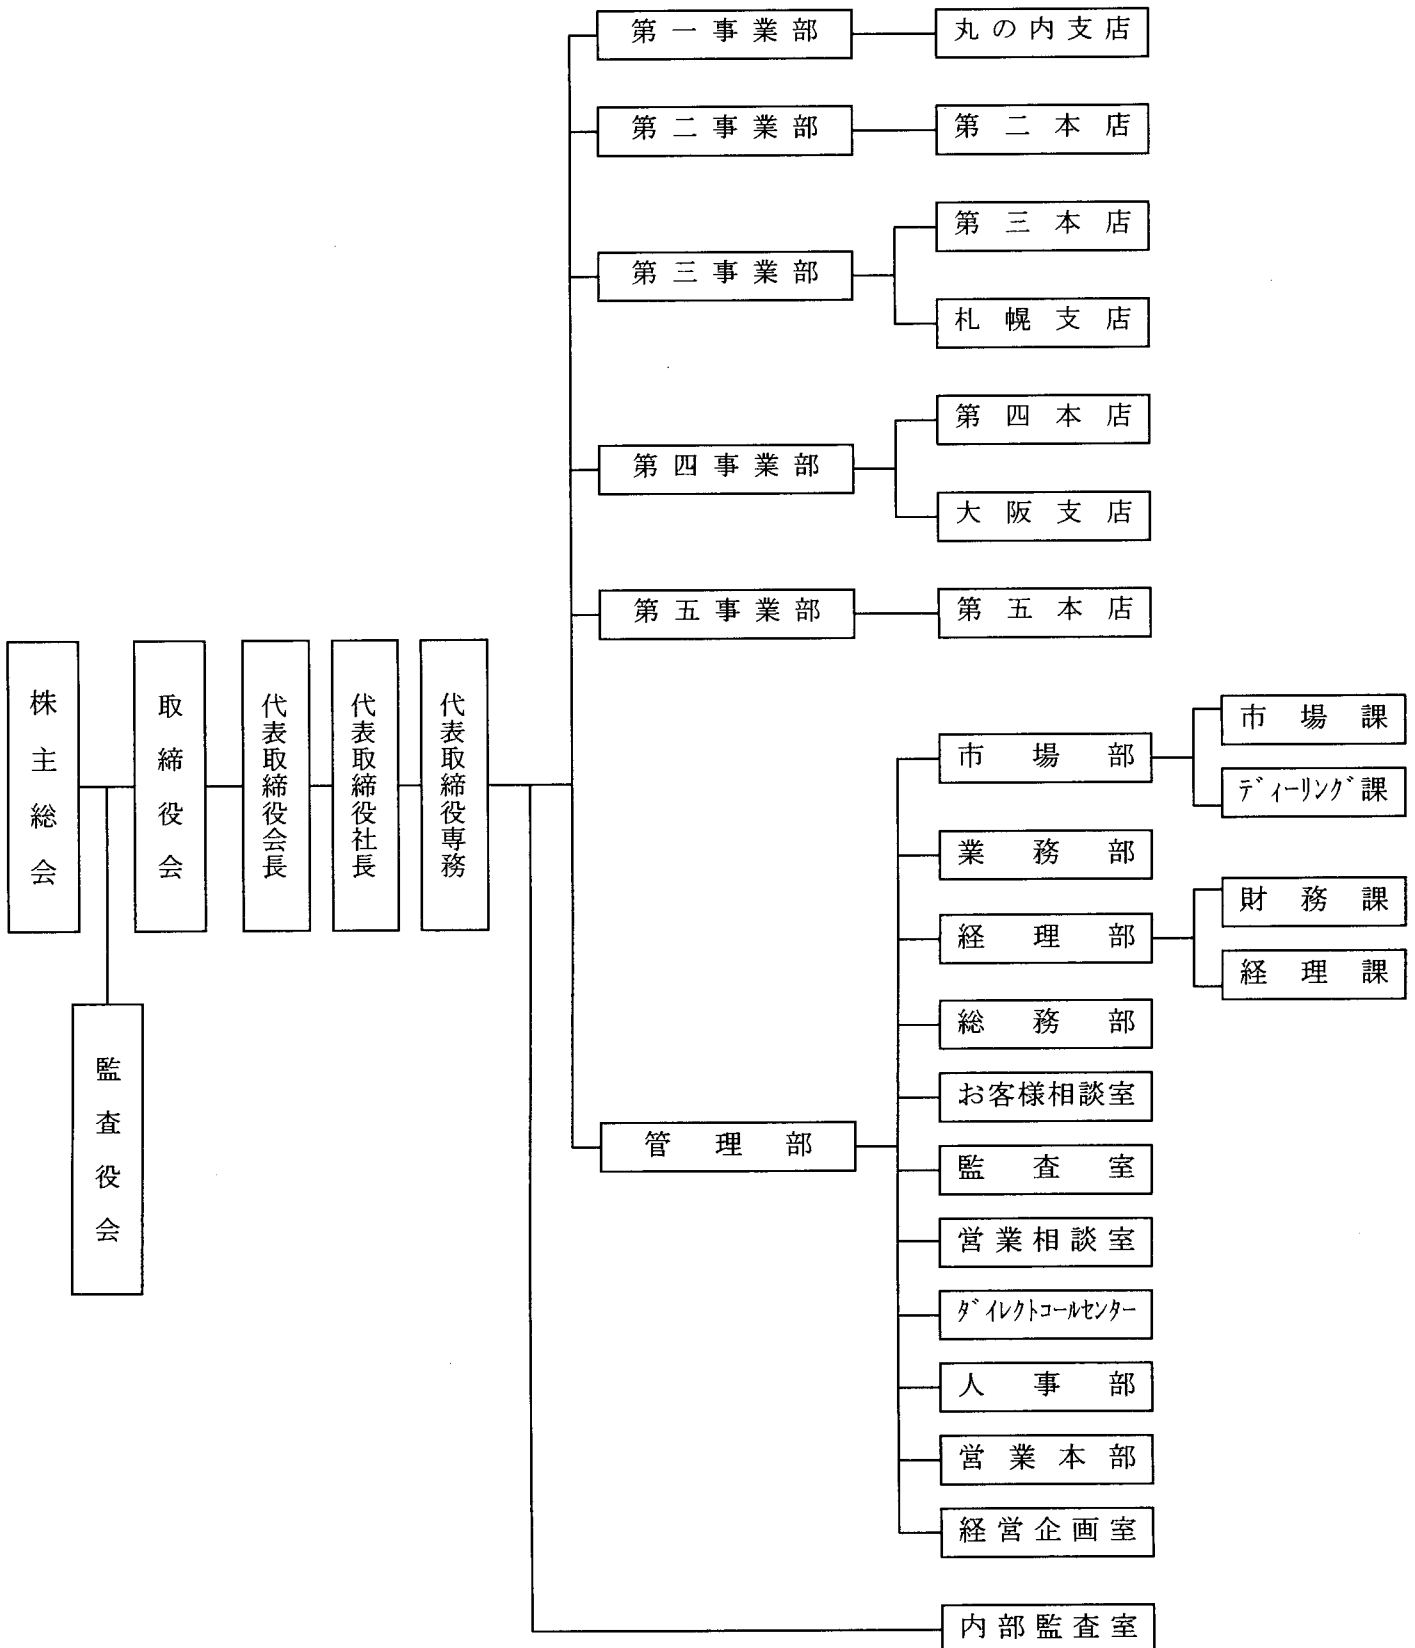 第一事業部
丸の内支店
第二事業部
第二本店
第三事業部
第三本店
札幌支店
第四事業部
第四本店
大阪支店
第五事業部
第五本店
株主総会
取締役会
代表取締役会長
代表取締役社長
代表取締役専務
監査役会
管理部
市場部
市場課
ディーリング課
業務部
経理部
財務課
経理課
総務部
お客様相談室
監査室
営業相談室
ダイレクトコールセンター
人事部
営業本部
経営企画室
内部監査室